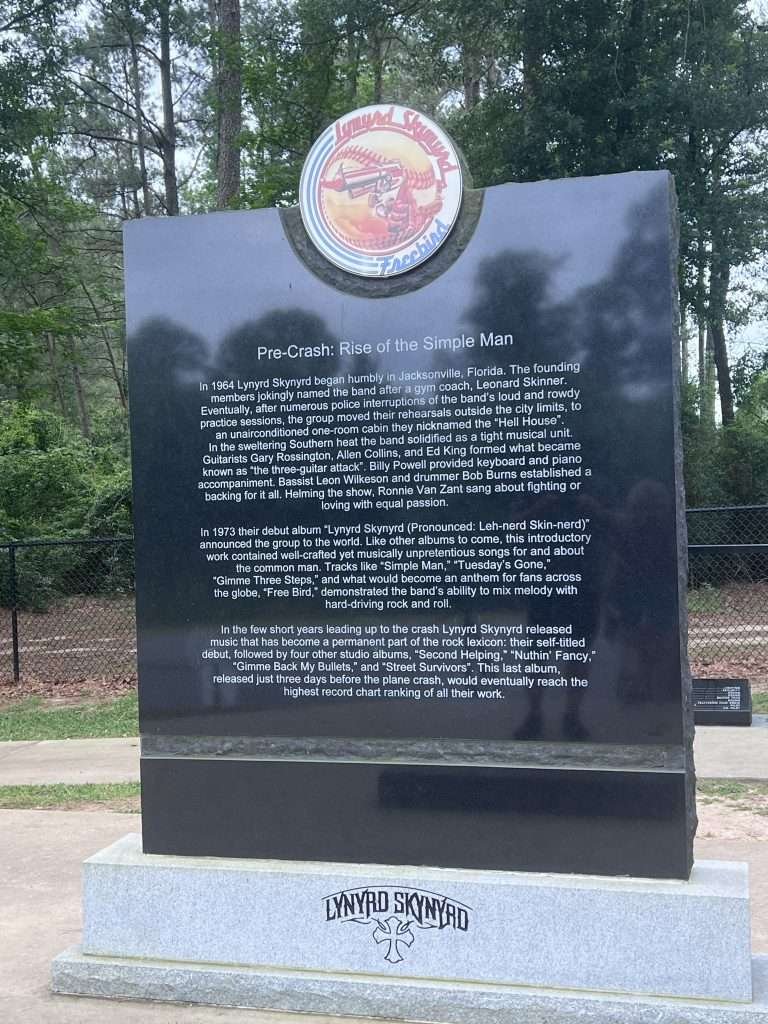 Lynyrd Skynyrd
Freebird
Pre-Crash: Rise of the Simple Man
In 1964 Lynyrd Skynyrd began humbly in Jacksonville, Florida. The founding
members jokingly named the band after a gym coach, Leonard Skinner.
Eventually, after numerous police interruptions of the band's loud and rowdy
practice sessions, the group moved their rehearsals outside the city limits, to
an unairconditioned one-room cabin they nicknamed the "Hell House".
In the sweltering Southern heat the band solidified as a tight musical unit.
Guitarists Gary Rossington, Allen Collins, and Ed King formed what became
known as "the three-guitar attack". Billy Powell provided keyboard and piano
accompaniment. Bassist Leon Wilkeson and drummer Bob Burns established a
backing for it all. Helming the show, Ronnie Van Zant sang about fighting or
loving with equal passion.
In 1973 their debut album "Lynyrd Skynyrd (Pronounced: Leh-nerd Skin-nerd)"
announced the group to the world. Like other albums to come, this introductory
work contained well-crafted yet musically unpretentious songs for and about
the common man. Tracks like "Simple Man," "Tuesday's Gone,"
"Gimme Three Steps," and what would become an anthem for fans across
the globe, "Free Bird," demonstrated the band's ability to mix melody with
hard-driving rock and roll.
In the few short years leading up to the crash Lynyrd Skynyrd released
music that has become a permanent part of the rock lexicon: their self-titled
debut, followed by four other studio albums, "Second Helping," "Nuthin' Fancy,"
"Gimme Back My Bullets," and "Street Survivors". This last album,
released just three days before the plane crash, would eventually reach the
highest record chart ranking of all their work.
LYNYRD SKYNYRD